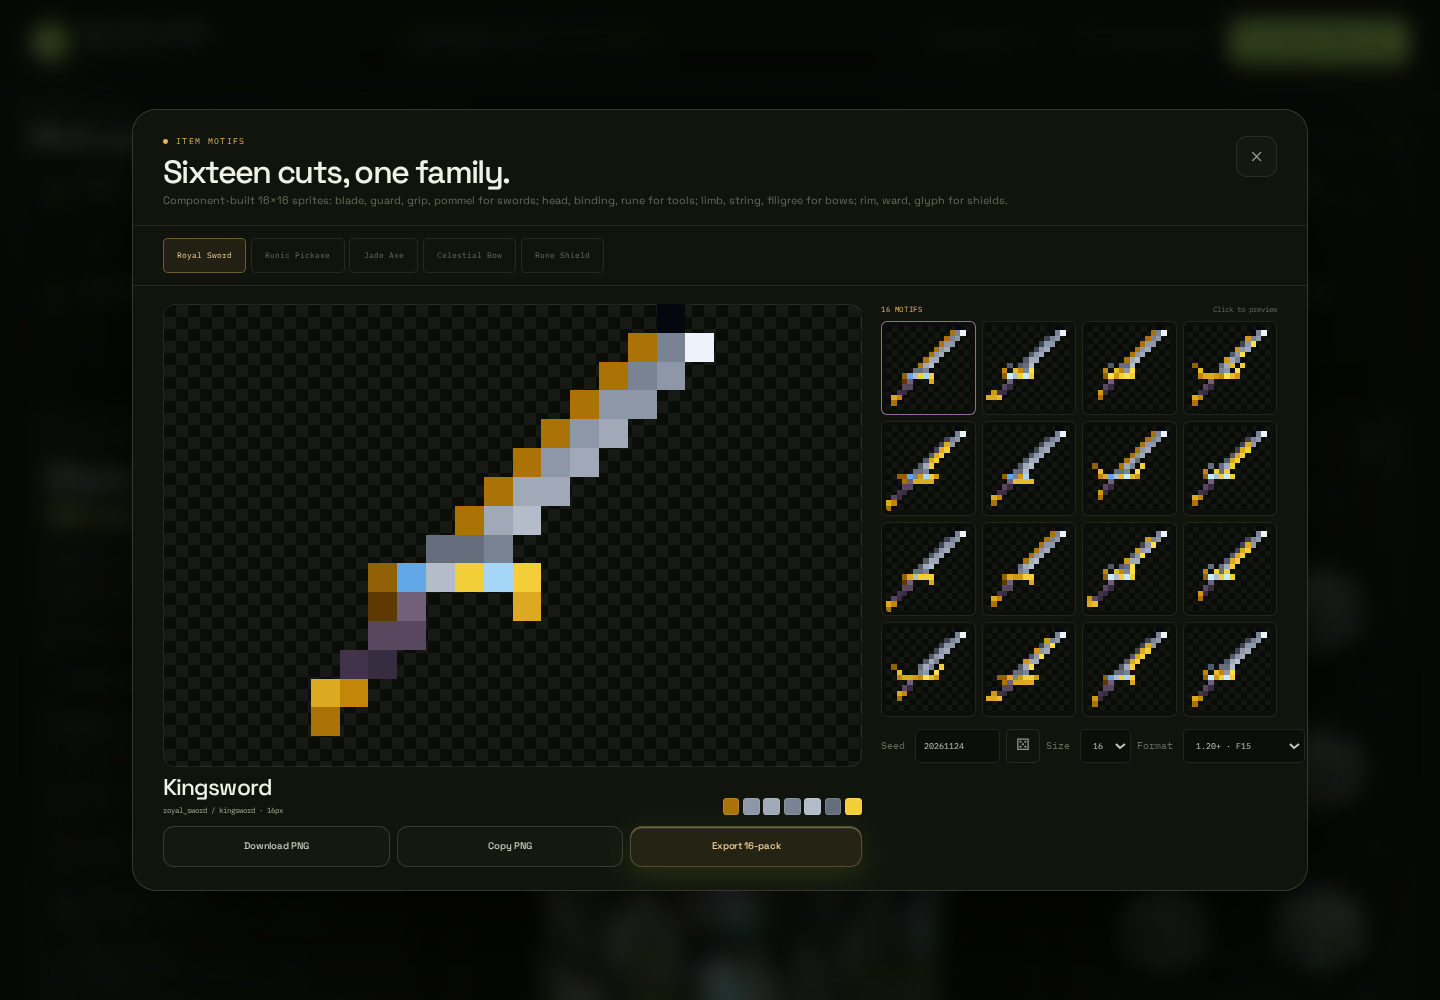 ITEM MOTIFS
Sixteen cuts, one family.
Component-built 16×16 sprites: blade, guard, grip, pommel for swords; head, binding, rune for tools; limb, string, filigree for bows; rim, ward, glyph for shields.
Royal Sword
Runic Pickaxe
Jade Axe
Celestial Bow
Rune Shield
16 MOTIFS
Click to preview
Seed
20261124
Size
16
Format
1.20+ · F15
Kingsword
royal_sword / kingsword · 16px
Download PNG
Copy PNG
Export 16-pack